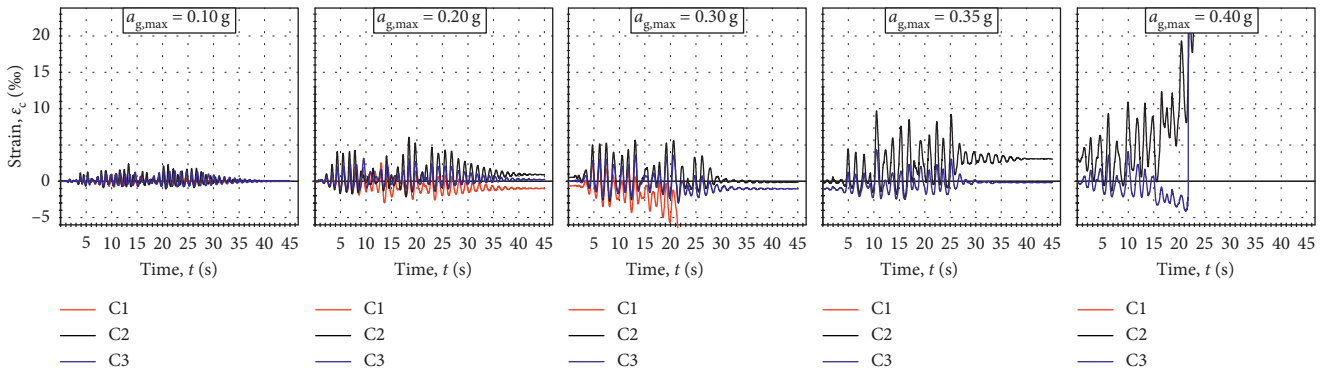 a_g,max = 0.10 g
a_g,max = 0.20 g
a_g,max = 0.30 g
a_g,max = 0.35 g
a_g,max = 0.40 g
Strain, ε_c (‰)
20
15
10
5
0
−5
5 10 15 20 25 30 35 40 45
5 10 15 20 25 30 35 40 45
5 10 15 20 25 30 35 40 45
5 10 15 20 25 30 35 40 45
5 10 15 20 25 30 35 40 45
Time, t (s)
Time, t (s)
Time, t (s)
Time, t (s)
Time, t (s)
C1
C2
C3
C1
C2
C3
C1
C2
C3
C1
C2
C3
C1
C2
C3